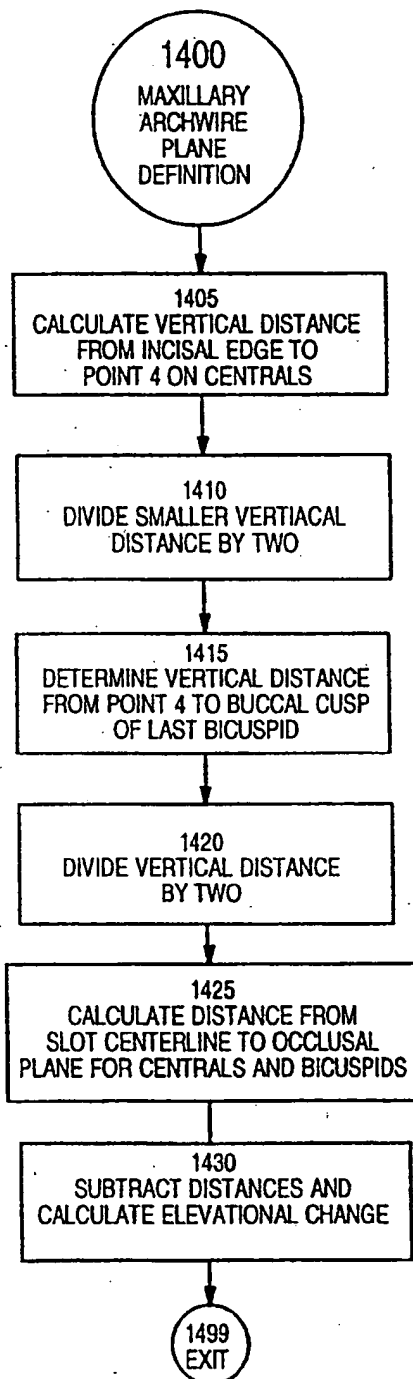 1400
MAXILLARY
ARCHWIRE
PLANE
DEFINITION
1405
CALCULATE VERTICAL DISTANCE
FROM INCISAL EDGE TO
POINT 4 ON CENTRALS
1410
DIVIDE SMALLER VERTIACAL
DISTANCE BY TWO
1415
DETERMINE VERTICAL DISTANCE
FROM POINT 4 TO BUCCAL CUSP
OF LAST BICUSPID
1420
DIVIDE VERTICAL DISTANCE
BY TWO
1425
CALCULATE DISTANCE FROM
SLOT CENTERLINE TO OCCLUSAL
PLANE FOR CENTRALS AND BICUSPIDS
1430
SUBTRACT DISTANCES AND
CALCULATE ELEVATIONAL CHANGE
1499
EXIT